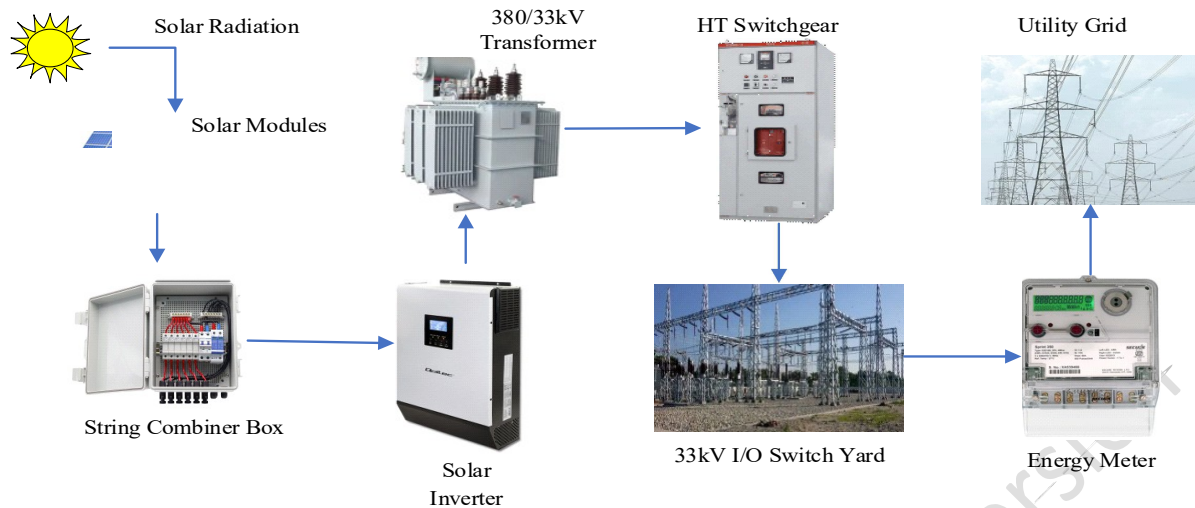 Solar Radiation
380/33kV
Transformer
HT Switchgear
Utility Grid
Solar Modules
String Combiner Box
Solar
Inverter
33kV I/O Switch Yard
Energy Meter